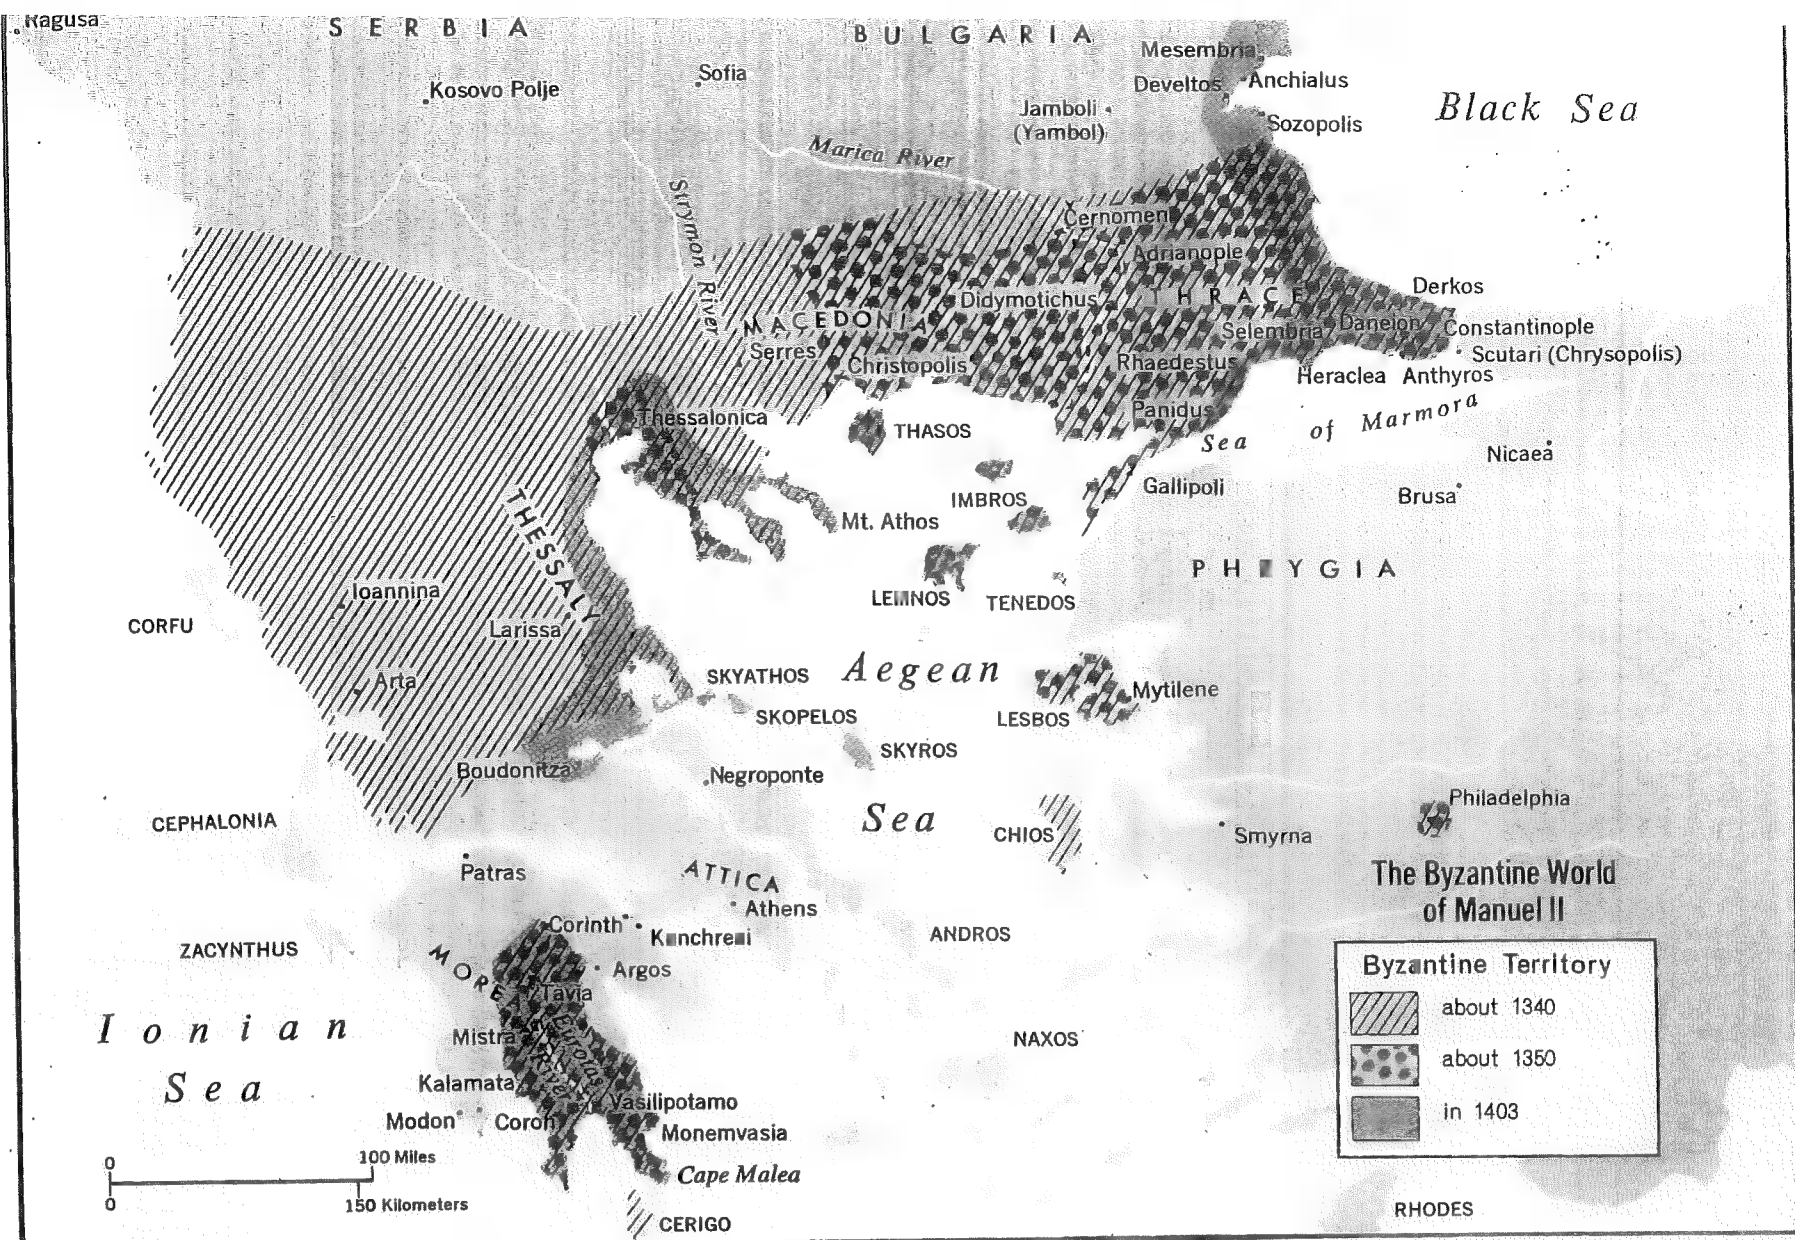 Ragusa
SERBIA
BULGARIA
Mesembria
Sofia
Kosovo Polje
Develtos
Anchialus
Black Sea
Jamboli
(Yambol)
Sozopolis
Marica River
Strymon River
Černomen
Adrianople
Derkos
Didymotichus
THRACE
MACEDONIA
Selembria
Daneion
Constantinople
Serres
Christopolis
Rhaedestus
Scutari (Chrysopolis)
Heraclea
Anthyros
Thessalonica
Panidus
THASOS
Sea of Marmora
Nicaea
Gallipoli
Brusa
IMBROS
Mt. Athos
THESSALY
PHRYGIA
Ioannina
LEMNOS
TENEDOS
CORFU
Larissa
Arta
SKYATHOS
Aegean
Mytilene
SKOPELOS
LESBOS
SKYROS
Boudonitza
Negroponte
Philadelphia
CEPHALONIA
Sea
CHIOS
Smyrna
Patras
ATTICA
The Byzantine World
of Manuel II
Athens
Corinth
Kenchreai
ANDROS
ZACYNTHUS
MOREA
Argos
Byzantine Territory
Tavia
about 1340
Ionian
Sea
Mistra
Eurotas
River
NAXOS
about 1350
Kalamata
Vasilipotamo
in 1403
Modon
Coron
Monemvasia
0 100 Miles
Cape Malea
0 150 Kilometers
CERIGO
RHODES